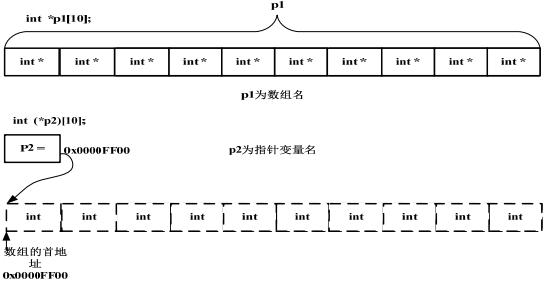 p1
int *p1[10];
int * int * int * int * int * int * int * int * int * int *
p1为数组名
int (*p2)[10];
P2 = 0x0000FF00
p2为指针变量名
int int int int int int int int int int
数组的首地
址
0x0000FF00